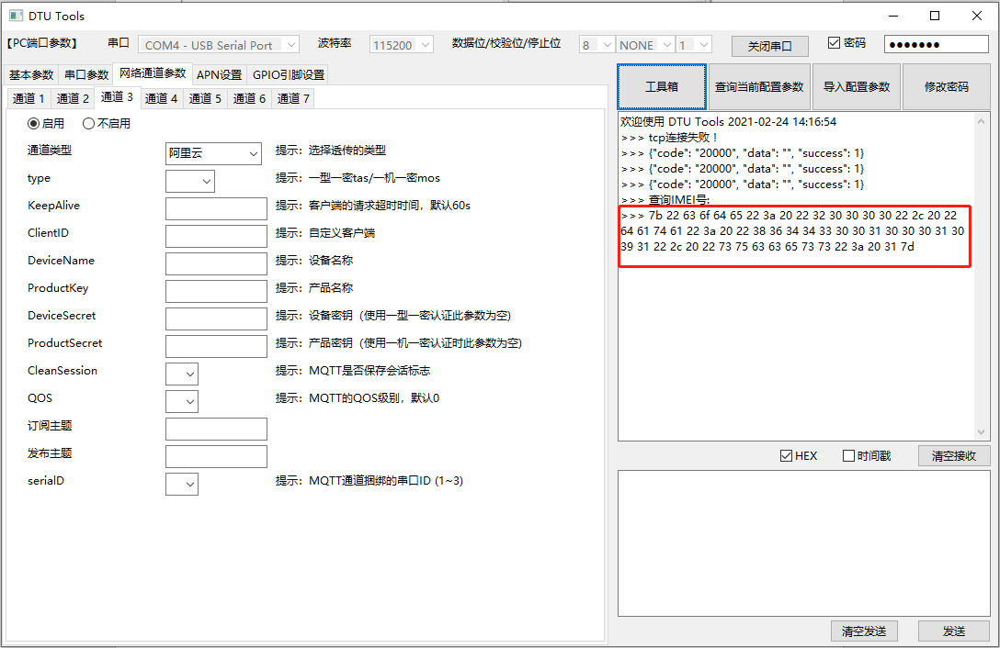 DTU Tools
【PC端口参数】 串口 COM4 - USB Serial Port 波特率 115200 数据位/校验位/停止位 8 NONE 1 关闭串口 密码 ●●●●●●●
基本参数 串口参数 网络通道参数 APN设置 GPIO引脚设置
通道 1 通道 2 通道 3 通道 4 通道 5 通道 6 通道 7
启用 不启用
通道类型 阿里云 提示：选择透传的类型
type 提示：一型一密tas/一机一密mos
KeepAlive 提示：客户端的请求超时时间，默认60s
ClientID 提示：自定义客户端
DeviceName 提示：设备名称
ProductKey 提示：产品名称
DeviceSecret 提示：设备密钥（使用一型一密认证此参数为空)
ProductSecret 提示：产品密钥（使用一机一密认证时此参数为空)
CleanSession 提示：MQTT是否保存会话标志
QOS 提示：MQTT的QOS级别，默认0
订阅主题
发布主题
serialD 提示：MQTT通道捆绑的串口ID (1~3)
工具箱 查询当前配置参数 导入配置参数 修改密码
欢迎使用 DTU Tools 2021-02-24 14:16:54
>>> tcp连接失败！
>>> {"code": "20000", "data": "", "success": 1}
>>> {"code": "20000", "data": "", "success": 1}
>>> {"code": "20000", "data": "", "success": 1}
>>> 查询IMEI号:
>>> 7b 22 63 6f 64 65 22 3a 20 22 32 30 30 30 30 22 2c 20 22
64 61 74 61 22 3a 20 22 38 36 34 34 33 30 30 31 30 30 30 31 30
39 31 22 2c 20 22 73 75 63 63 65 73 73 22 3a 20 31 7d
HEX 时间戳 清空接收
清空发送 发送